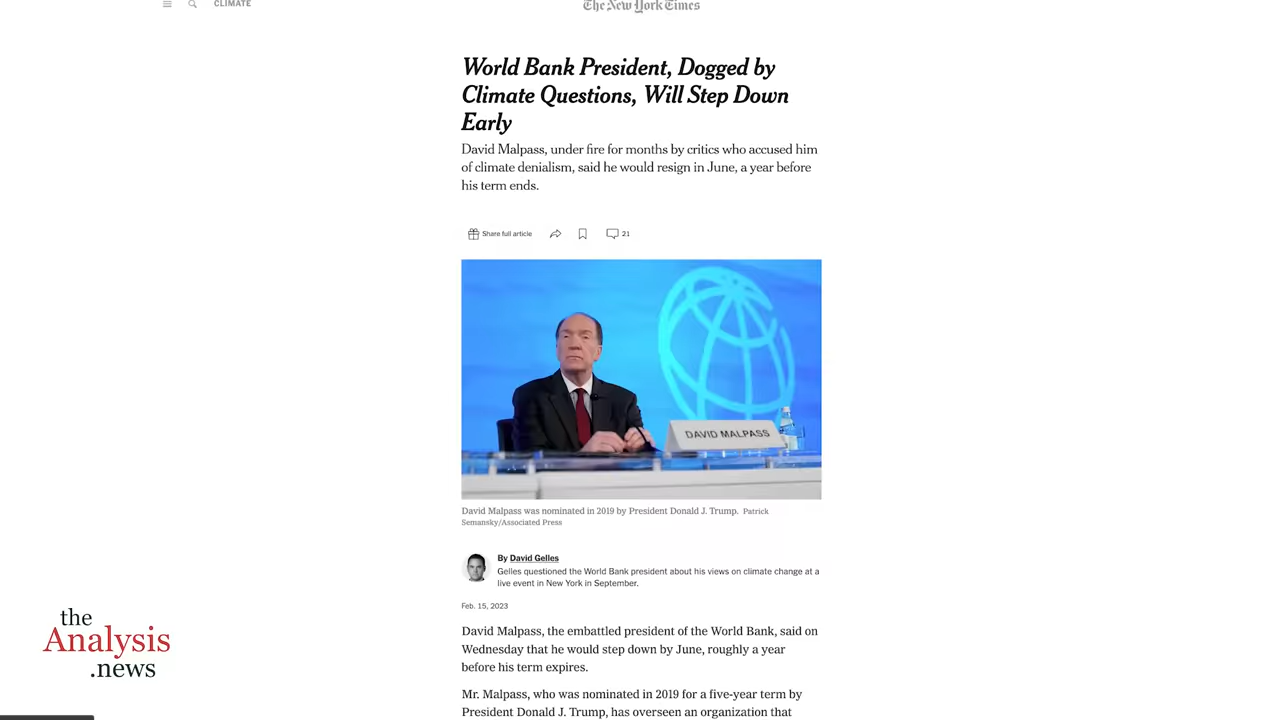 CLIMATE
The New York Times
World Bank President, Dogged by
Climate Questions, Will Step Down
Early
David Malpass, under fire for months by critics who accused him
of climate denialism, said he would resign in June, a year before
his term ends.
Share full article
21
DAVID MALPASS
David Malpass was nominated in 2019 by President Donald J. Trump. Patrick
Semansky/Associated Press
By David Gelles
Gelles questioned the World Bank president about his views on climate change at a
live event in New York in September.
Feb. 15, 2023
David Malpass, the embattled president of the World Bank, said on
Wednesday that he would step down by June, roughly a year
before his term expires.
Mr. Malpass, who was nominated in 2019 for a five-year term by
President Donald J. Trump, has overseen an organization that
the
Analysis
.news